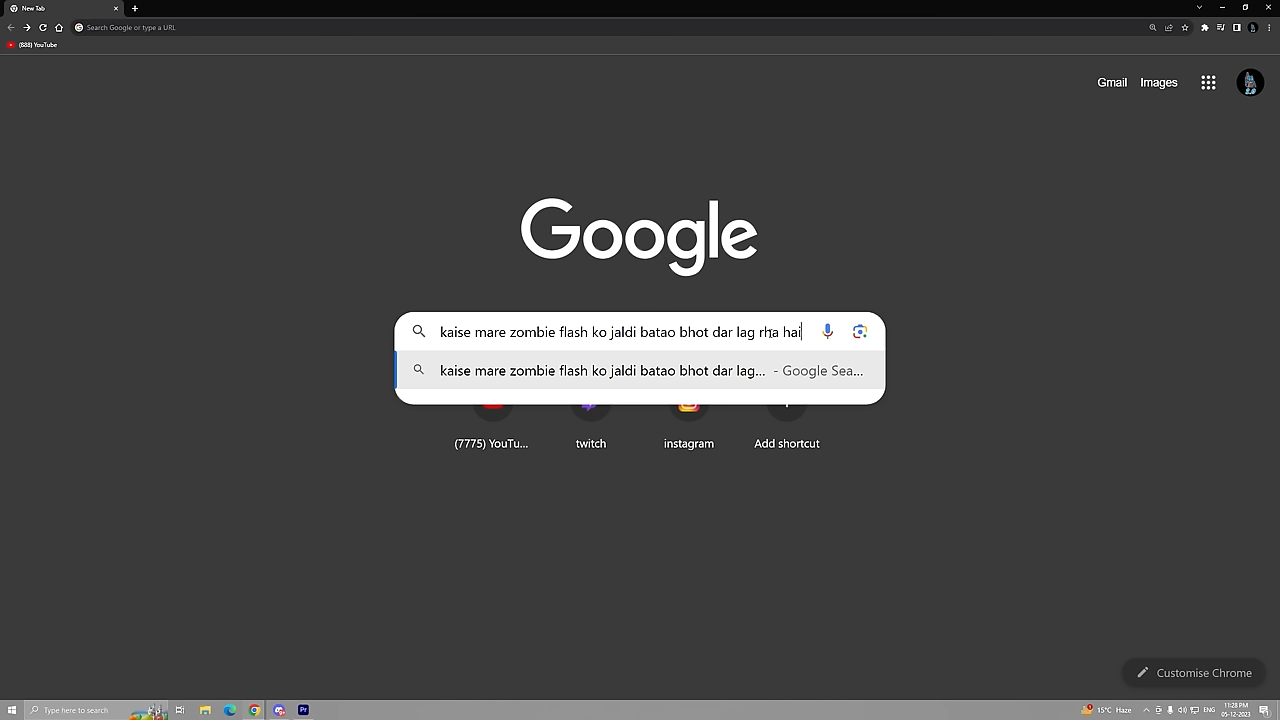 New Tab
Search Google or type a URL
(888) YouTube
Gmail Images
2.0
Google
kaise mare zombie flash ko jaldi batao bhot dar lag rha hai
kaise mare zombie flash ko jaldi batao bhot dar lag... - Google Sea...
(7775) YouTu... twitch instagram Add shortcut
Customise Chrome
Type here to search
Pr
15°C Haze
ENG
11:28 PM
05-12-2023